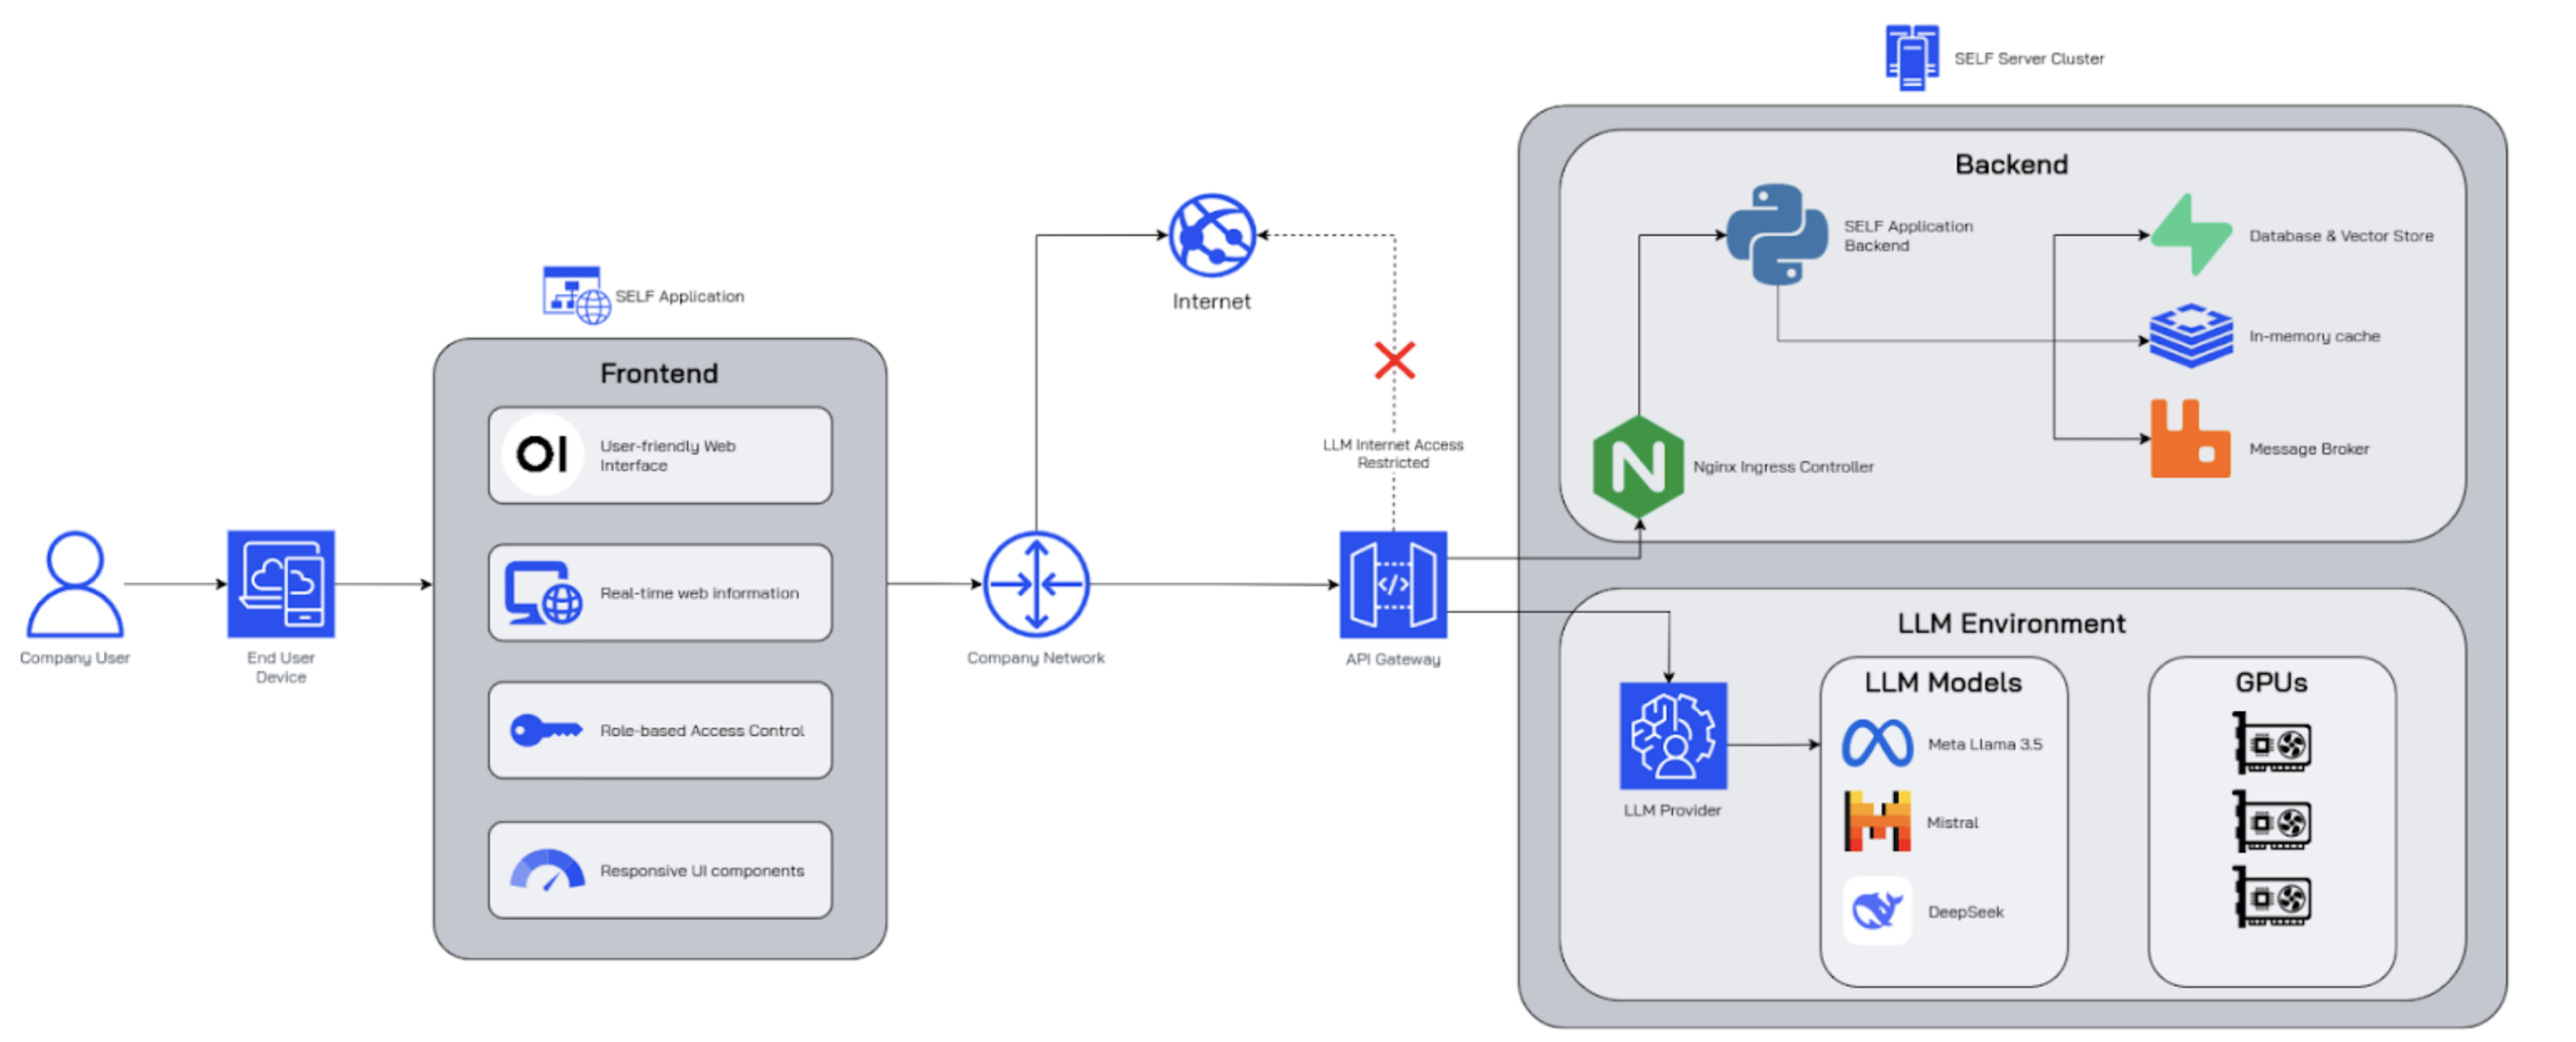 SELF Server Cluster
Backend
SELF Application
Backend
Database & Vector Store
In-memory cache
Message Broker
Nginx Ingress Controller
Internet
LLM Internet Access
Restricted
SELF Application
Frontend
OI
User-friendly Web
Interface
Real-time web information
Role-based Access Control
Responsive UI components
Company User
End User
Device
Company Network
</>
API Gateway
LLM Environment
LLM Provider
LLM Models
Meta Llama 3.5
Mistral
DeepSeek
GPUs